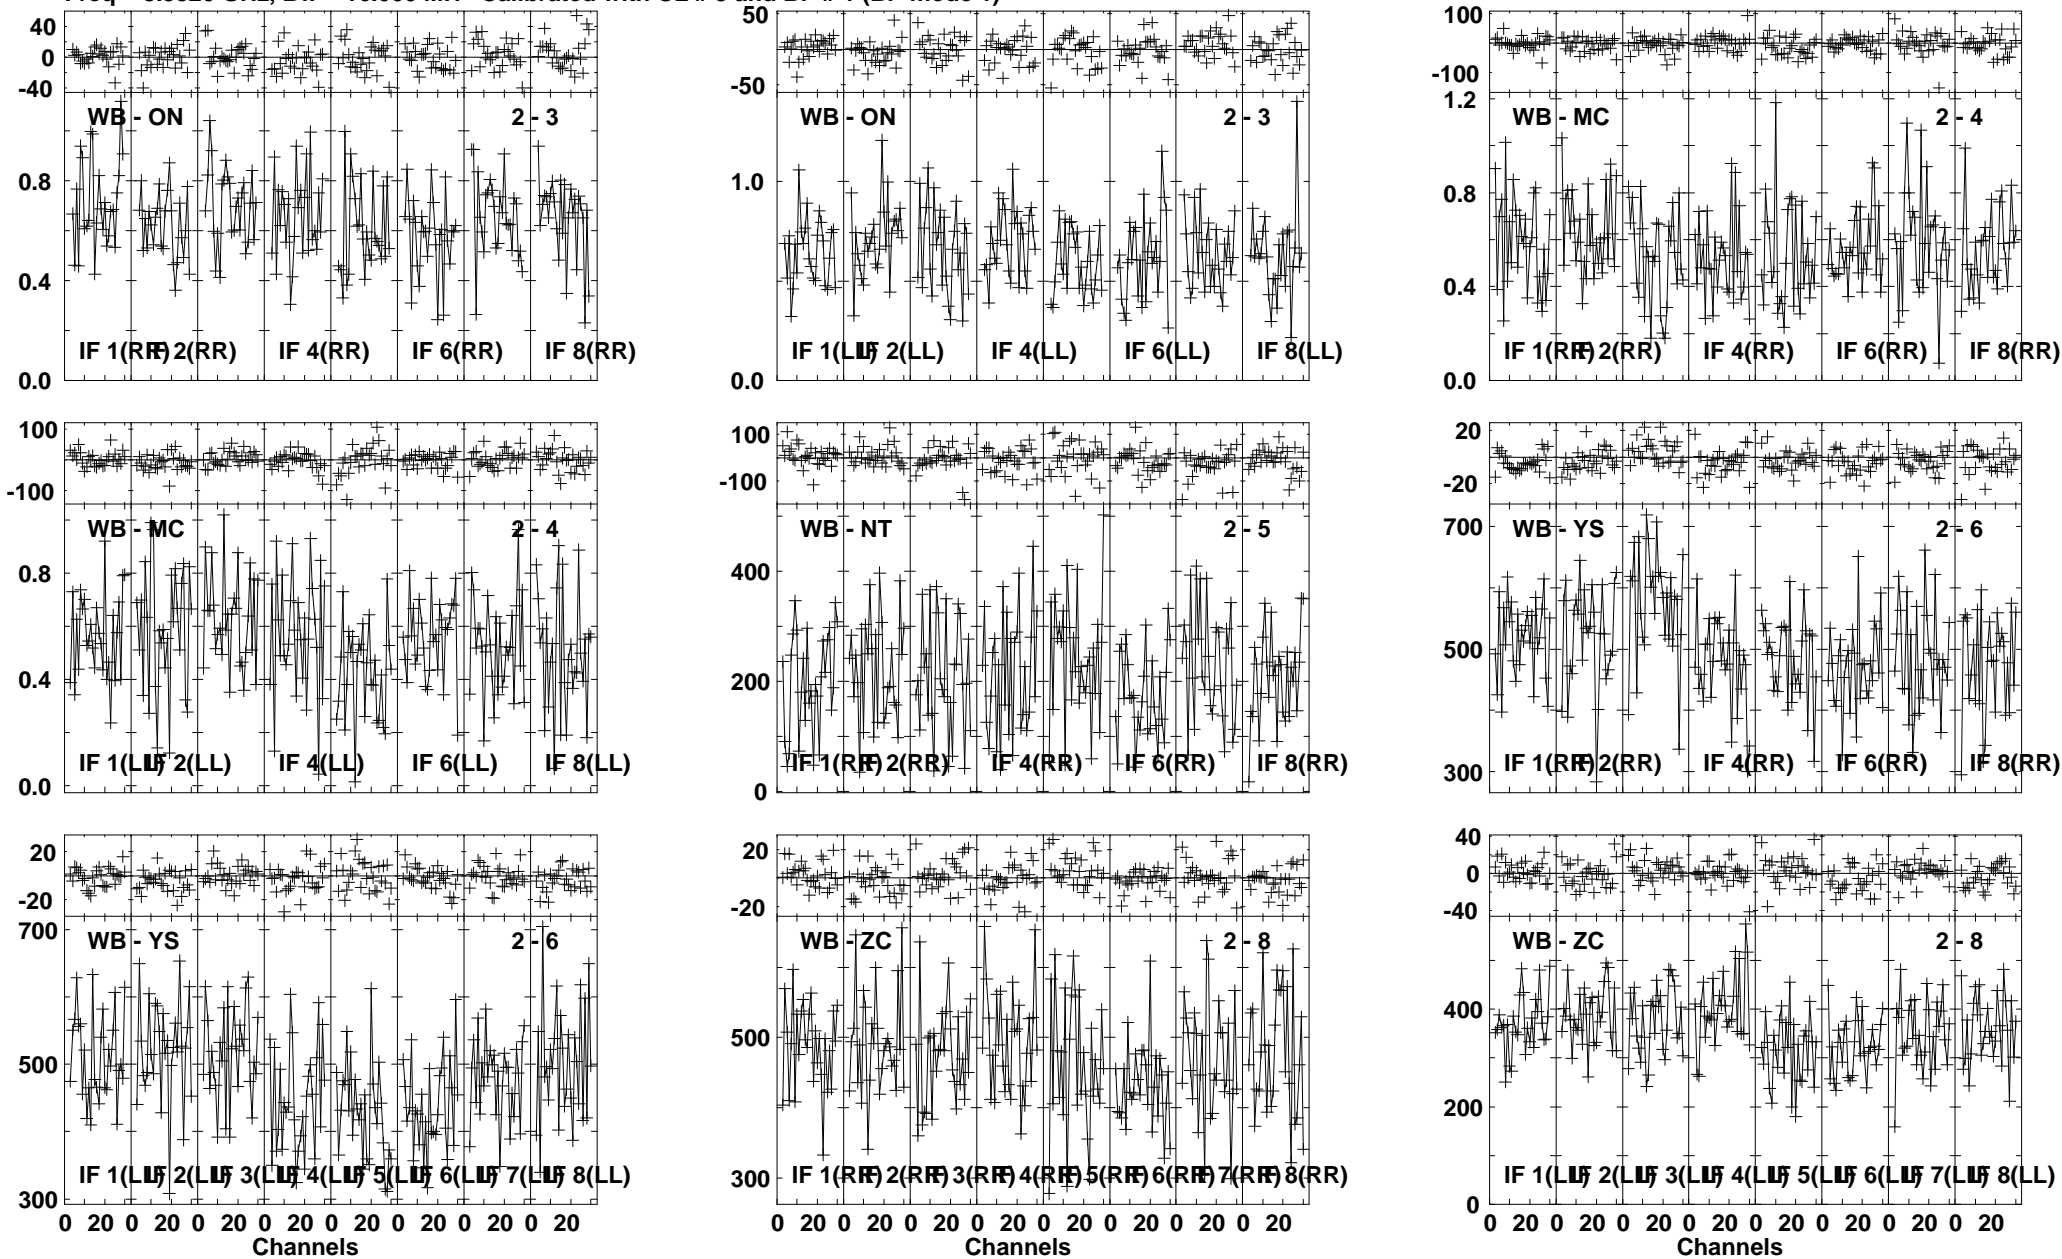 40 50 100
0
-40 -50 -100
WB - ON 2 - 3 WB - ON 2 - 3 1.2 WB - MC 2 - 4
0.8 1.0 0.8
0.4 0.4
IF 1(RR) IF 2(RR) IF 4(RR) IF 6(RR) IF 8(RR) IF 1(LL) IF 2(LL) IF 4(LL) IF 6(LL) IF 8(LL) IF 1(RR) IF 2(RR) IF 4(RR) IF 6(RR) IF 8(RR)
0.0 0.0 0.0
100 100 20
-100 -100 -20
WB - MC 2 - 4 WB - NT 2 - 5 700 WB - YS 2 - 6
0.8 400
0.4 200 500
IF 1(LL) IF 2(LL) IF 4(LL) IF 6(LL) IF 8(LL) IF 1(RR) IF 2(RR) IF 4(RR) IF 6(RR) IF 8(RR) 300 IF 1(RR) IF 2(RR) IF 4(RR) IF 6(RR) IF 8(RR)
0.0 0
20 20 40
0
-20 -20 -40
700 WB - YS 2 - 6 WB - ZC 2 - 8 WB - ZC 2 - 8
500 500 400
200
300 IF 1(LL) IF 2(LL) IF 3(LL) IF 4(LL) IF 5(LL) IF 6(LL) IF 7(LL) IF 8(LL) 300 IF 1(RR) IF 2(RR) IF 3(RR) IF 4(RR) IF 5(RR) IF 6(RR) IF 7(RR) IF 8(RR) IF 1(LL) IF 2(LL) IF 3(LL) IF 4(LL) IF 5(LL) IF 6(LL) IF 7(LL) IF 8(LL)
0
0 20 0 20 0 20 0 20 0 20 0 20 0 20 0 20 0 20 0 20 0 20 0 20 0 20 0 20 0 20 0 20 0 20 0 20 0 20 0 20 0 20 0 20 0 20 0 20
Channels Channels Channels